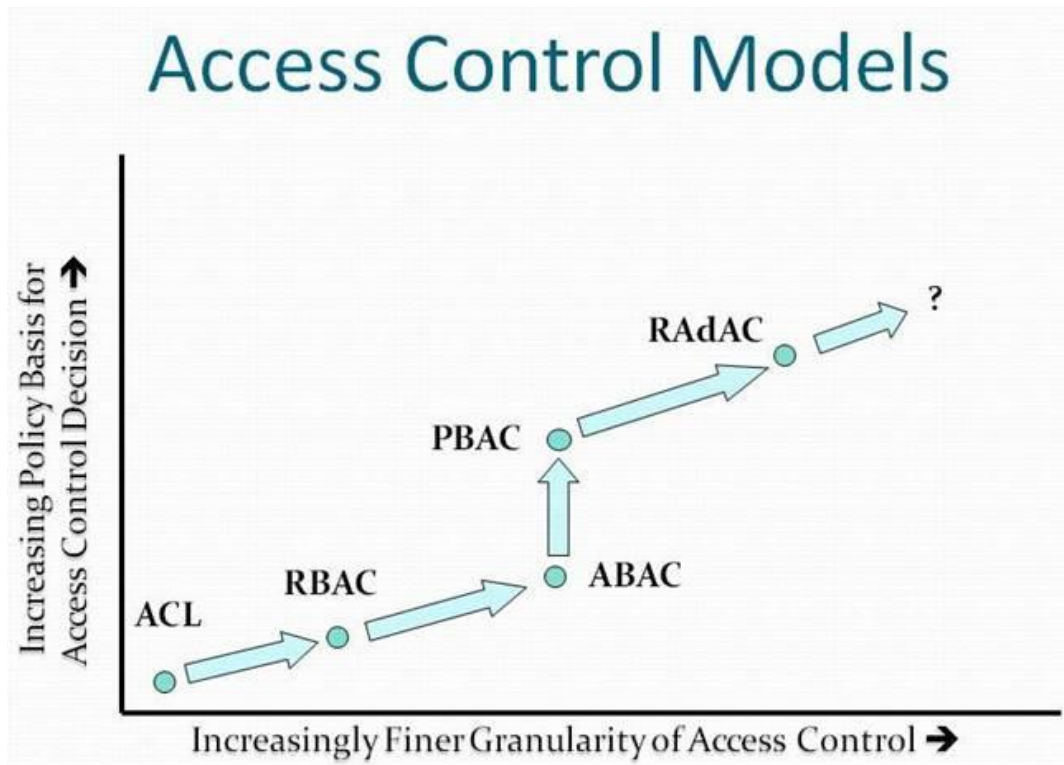 Access Control Models
Increasing Policy Basis for
Access Control Decision →
ACL
RBAC
ABAC
PBAC
RAdAC
?
Increasingly Finer Granularity of Access Control →